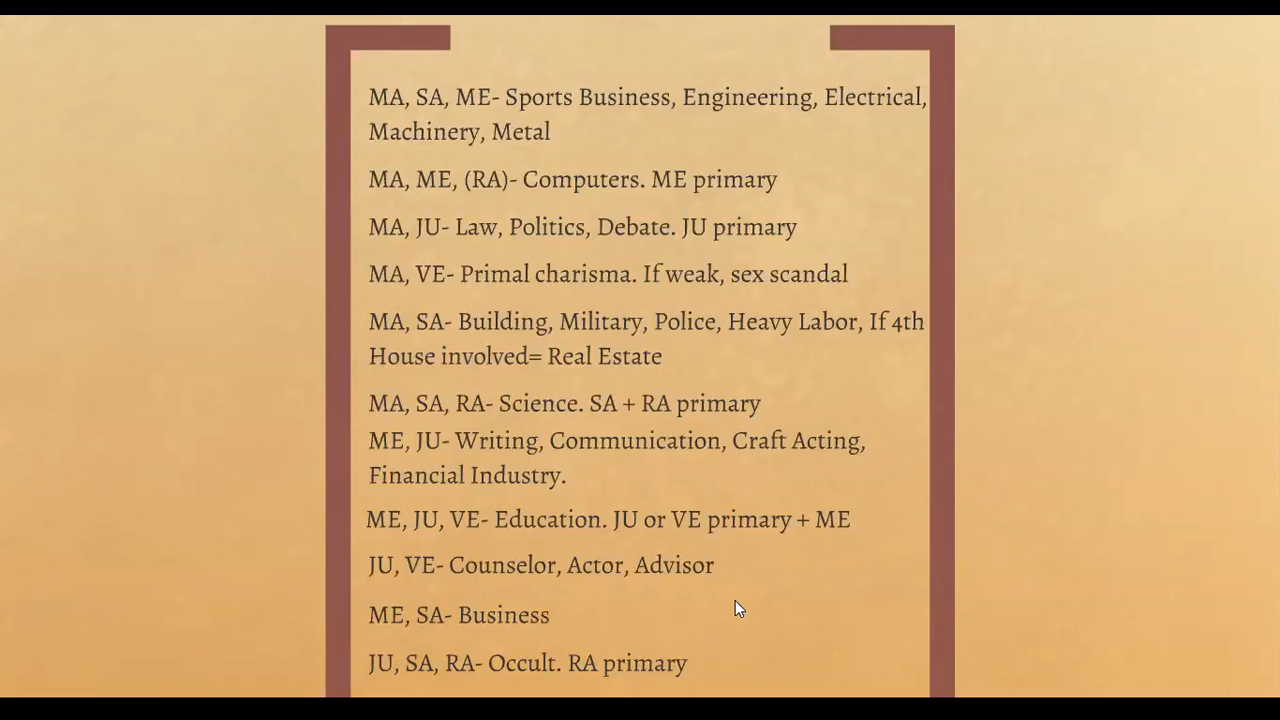 MA, SA, ME- Sports Business, Engineering, Electrical,
Machinery, Metal
MA, ME, (RA)- Computers. ME primary
MA, JU- Law, Politics, Debate. JU primary
MA, VE- Primal charisma. If weak, sex scandal
MA, SA- Building, Military, Police, Heavy Labor, If 4th
House involved= Real Estate
MA, SA, RA- Science. SA + RA primary
ME, JU- Writing, Communication, Craft Acting,
Financial Industry.
ME, JU, VE- Education. JU or VE primary + ME
JU, VE- Counselor, Actor, Advisor
ME, SA- Business
JU, SA, RA- Occult. RA primary